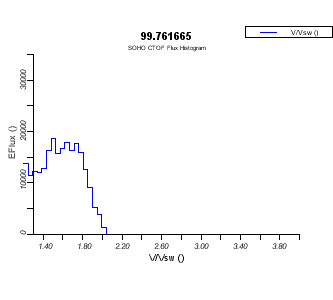 99.761665
SOHO CTOF Flux Histogram
V/Vsw ()
EFlux ()
30000
20000
10000
0
1.40 1.80 2.20 2.60 3.00 3.40 3.80
V/Vsw ()